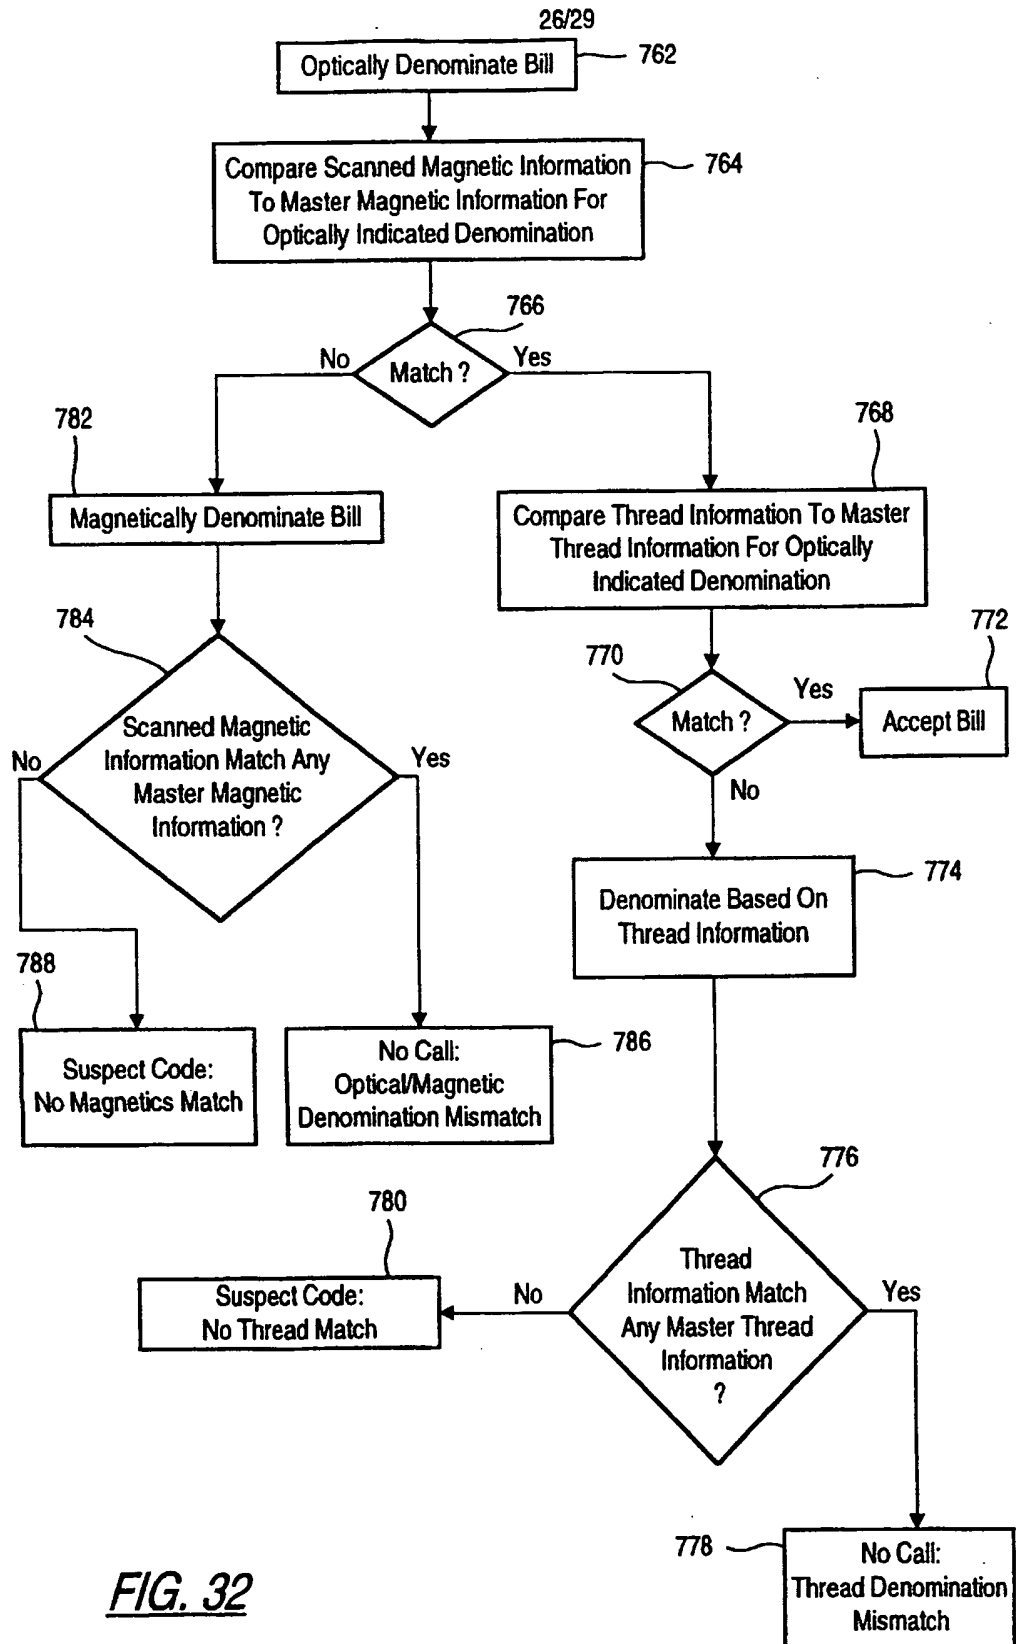 26/29
Optically Denominate Bill
762
Compare Scanned Magnetic Information
To Master Magnetic Information For
Optically Indicated Denomination
764
766
No
Match ?
Yes
782
Magnetically Denominate Bill
768
Compare Thread Information To Master
Thread Information For Optically
Indicated Denomination
784
Scanned Magnetic
Information Match Any
Master Magnetic
Information ?
No
Yes
770
Match ?
Yes
772
Accept Bill
No
774
Denominate Based On
Thread Information
788
Suspect Code:
No Magnetics Match
No Call:
Optical/Magnetic
Denomination Mismatch
786
776
Thread
Information Match
Any Master Thread
Information
?
No
Yes
780
Suspect Code:
No Thread Match
778
No Call:
Thread Denomination
Mismatch
FIG. 32